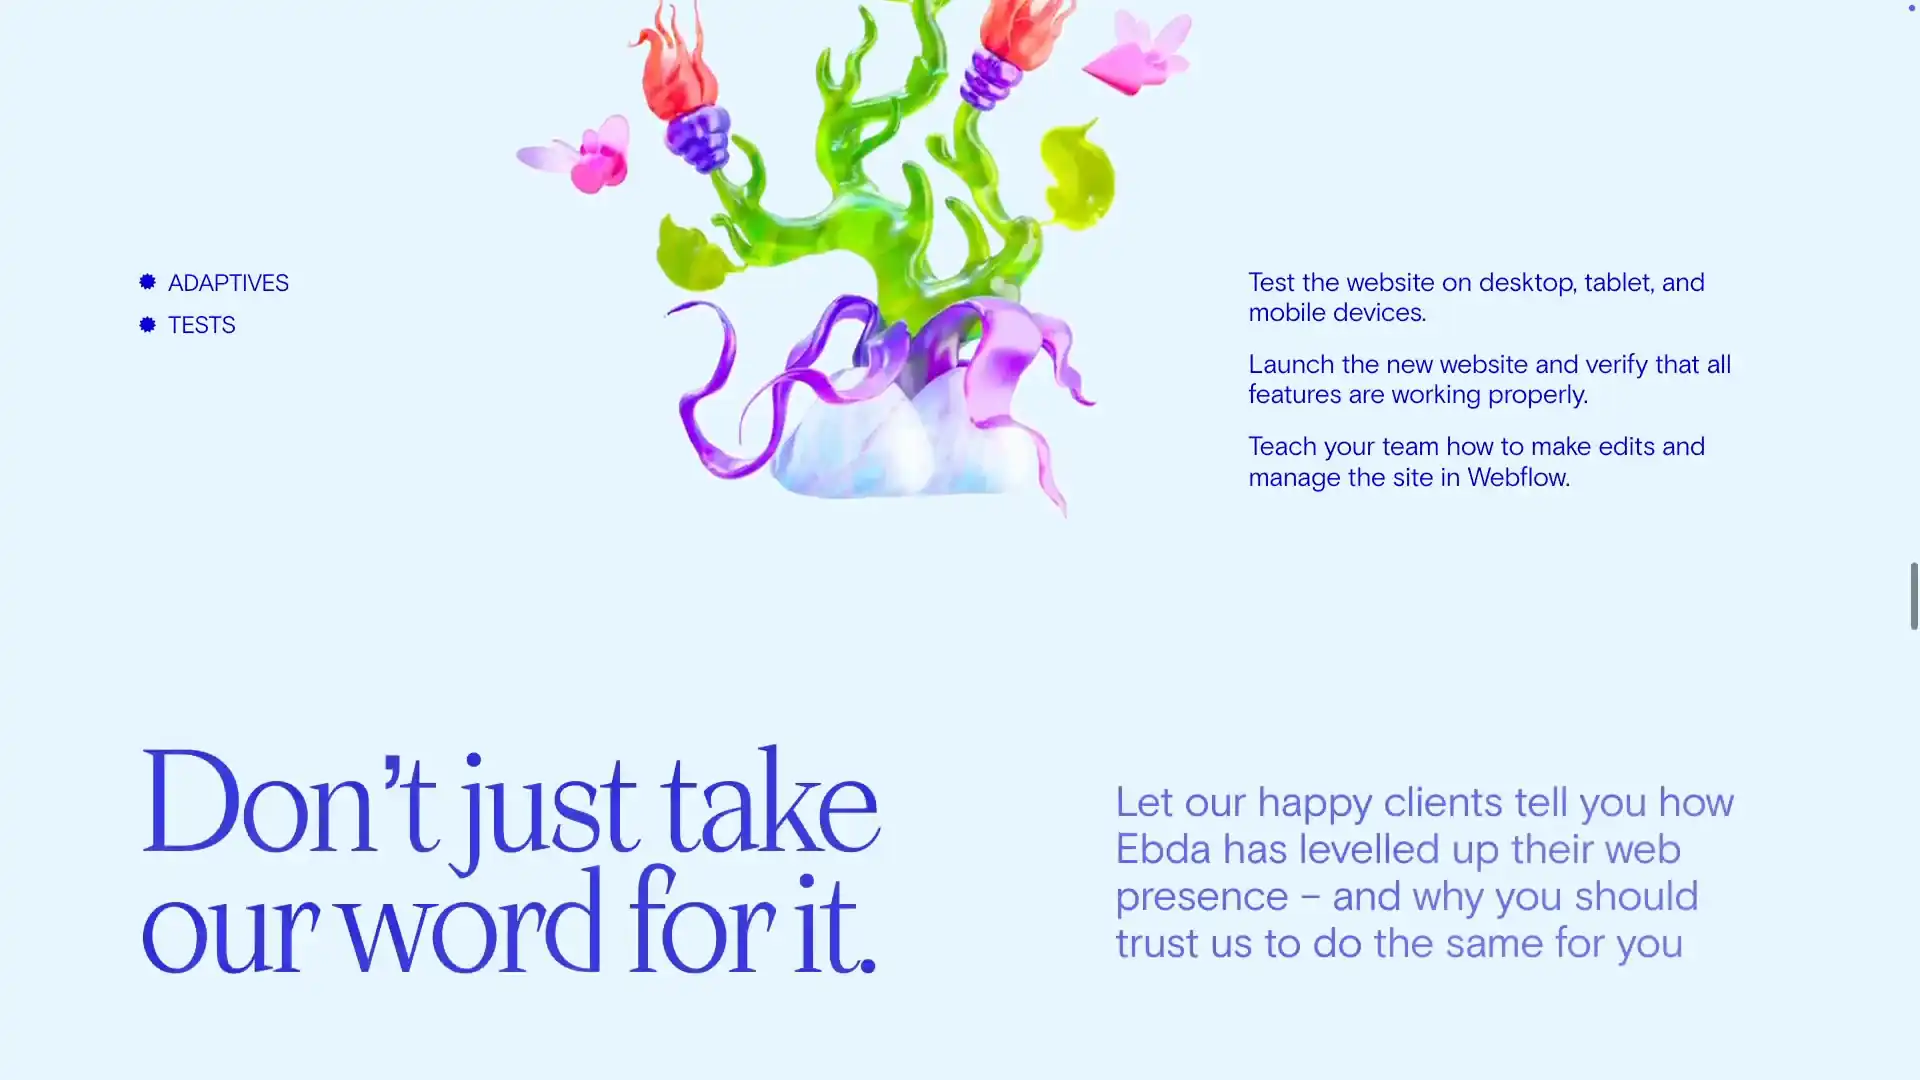 ADAPTIVES
TESTS
Test the website on desktop, tablet, and
mobile devices.
Launch the new website and verify that all
features are working properly.
Teach your team how to make edits and
manage the site in Webflow.
Don’t just take
our word for it.
Let our happy clients tell you how
Ebda has levelled up their web
presence – and why you should
trust us to do the same for you